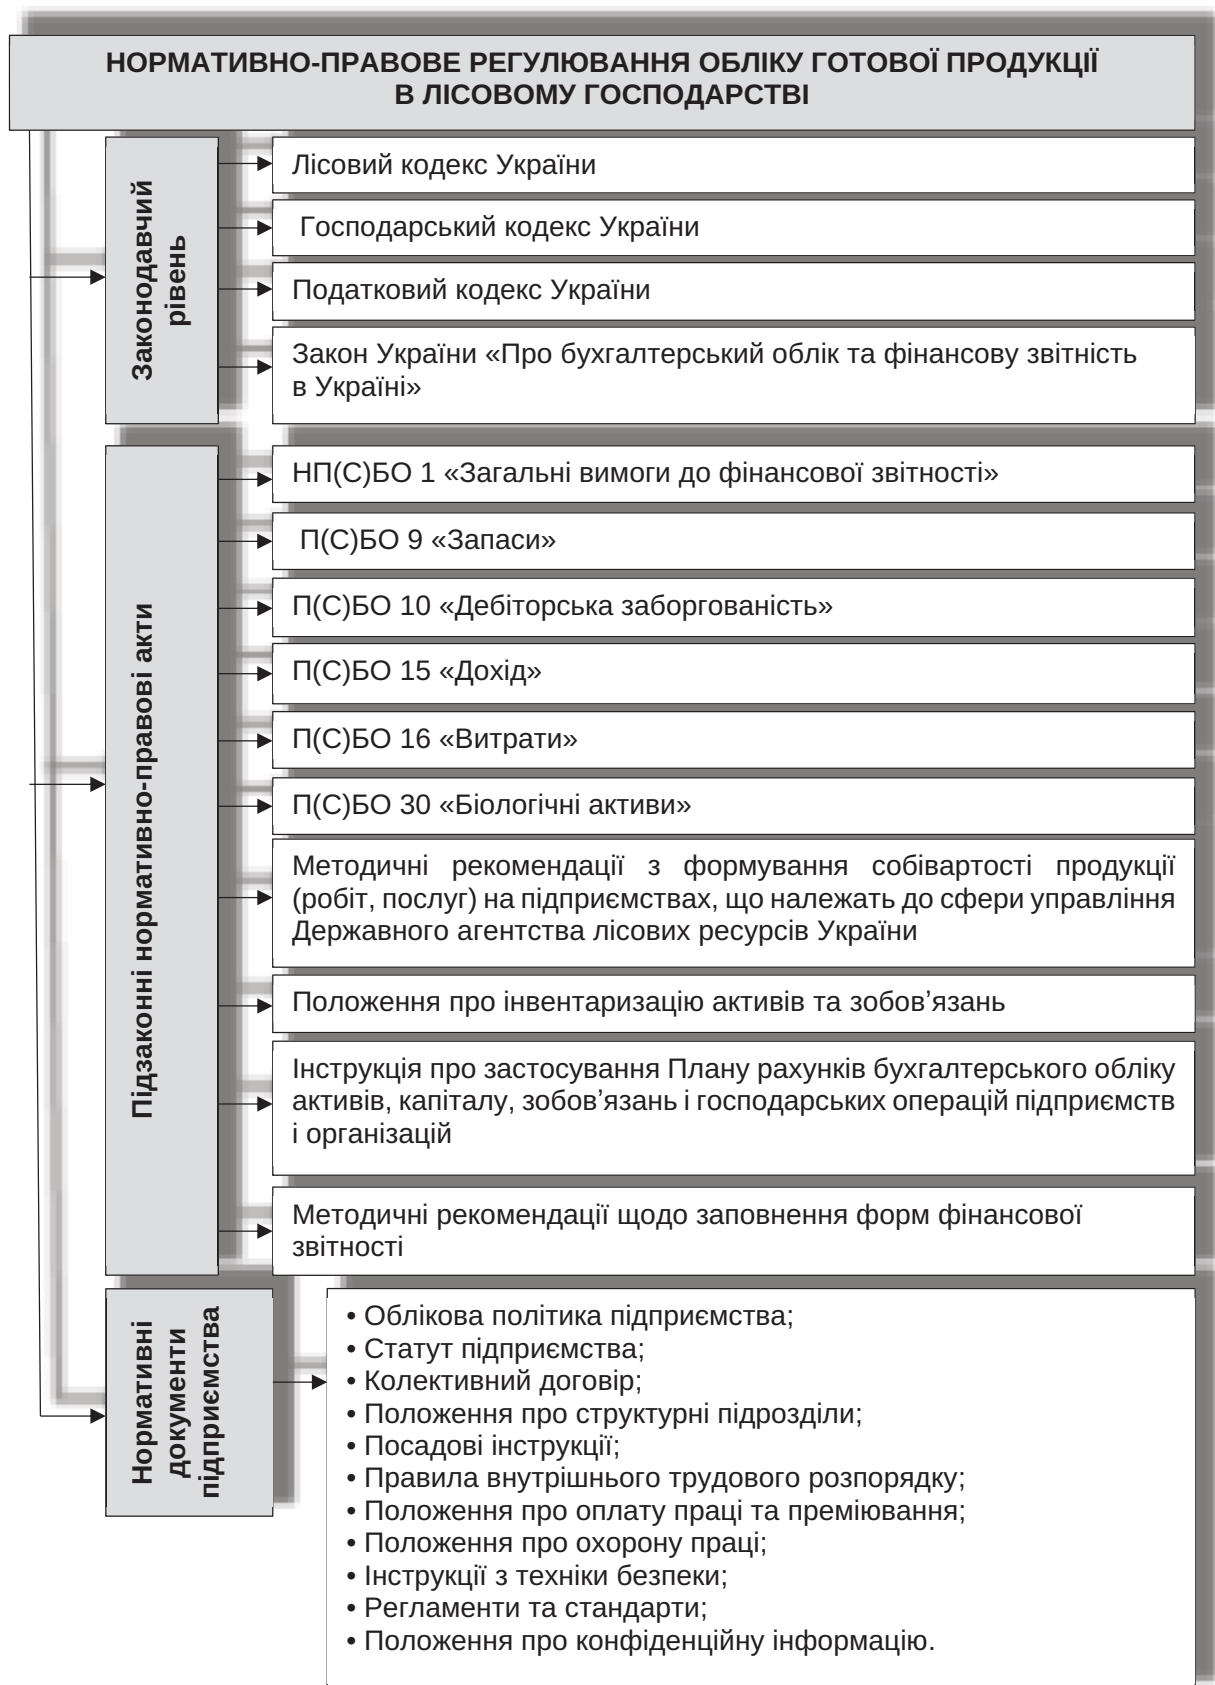 НОРМАТИВНО-ПРАВОВЕ РЕГУЛЮВАННЯ ОБЛІКУ ГОТОВОЇ ПРОДУКЦІЇ
В ЛІСОВОМУ ГОСПОДАРСТВІ
Законодавчий
рівень
Лісовий кодекс України
Господарський кодекс України
Податковий кодекс України
Закон України «Про бухгалтерський облік та фінансову звітність
в Україні»
Підзаконні нормативно-правові акти
НП(С)БО 1 «Загальні вимоги до фінансової звітності»
П(С)БО 9 «Запаси»
П(С)БО 10 «Дебіторська заборгованість»
П(С)БО 15 «Дохід»
П(С)БО 16 «Витрати»
П(С)БО 30 «Біологічні активи»
Методичні рекомендації з формування собівартості продукції
(робіт, послуг) на підприємствах, що належать до сфери управління
Державного агентства лісових ресурсів України
Положення про інвентаризацію активів та зобов’язань
Інструкція про застосування Плану рахунків бухгалтерського обліку
активів, капіталу, зобов’язань і господарських операцій підприємств
і організацій
Методичні рекомендації щодо заповнення форм фінансової
звітності
Нормативні
документи
підприємства
• Облікова політика підприємства;
• Статут підприємства;
• Колективний договір;
• Положення про структурні підрозділи;
• Посадові інструкції;
• Правила внутрішнього трудового розпорядку;
• Положення про оплату праці та преміювання;
• Положення про охорону праці;
• Інструкції з техніки безпеки;
• Регламенти та стандарти;
• Положення про конфіденційну інформацію.